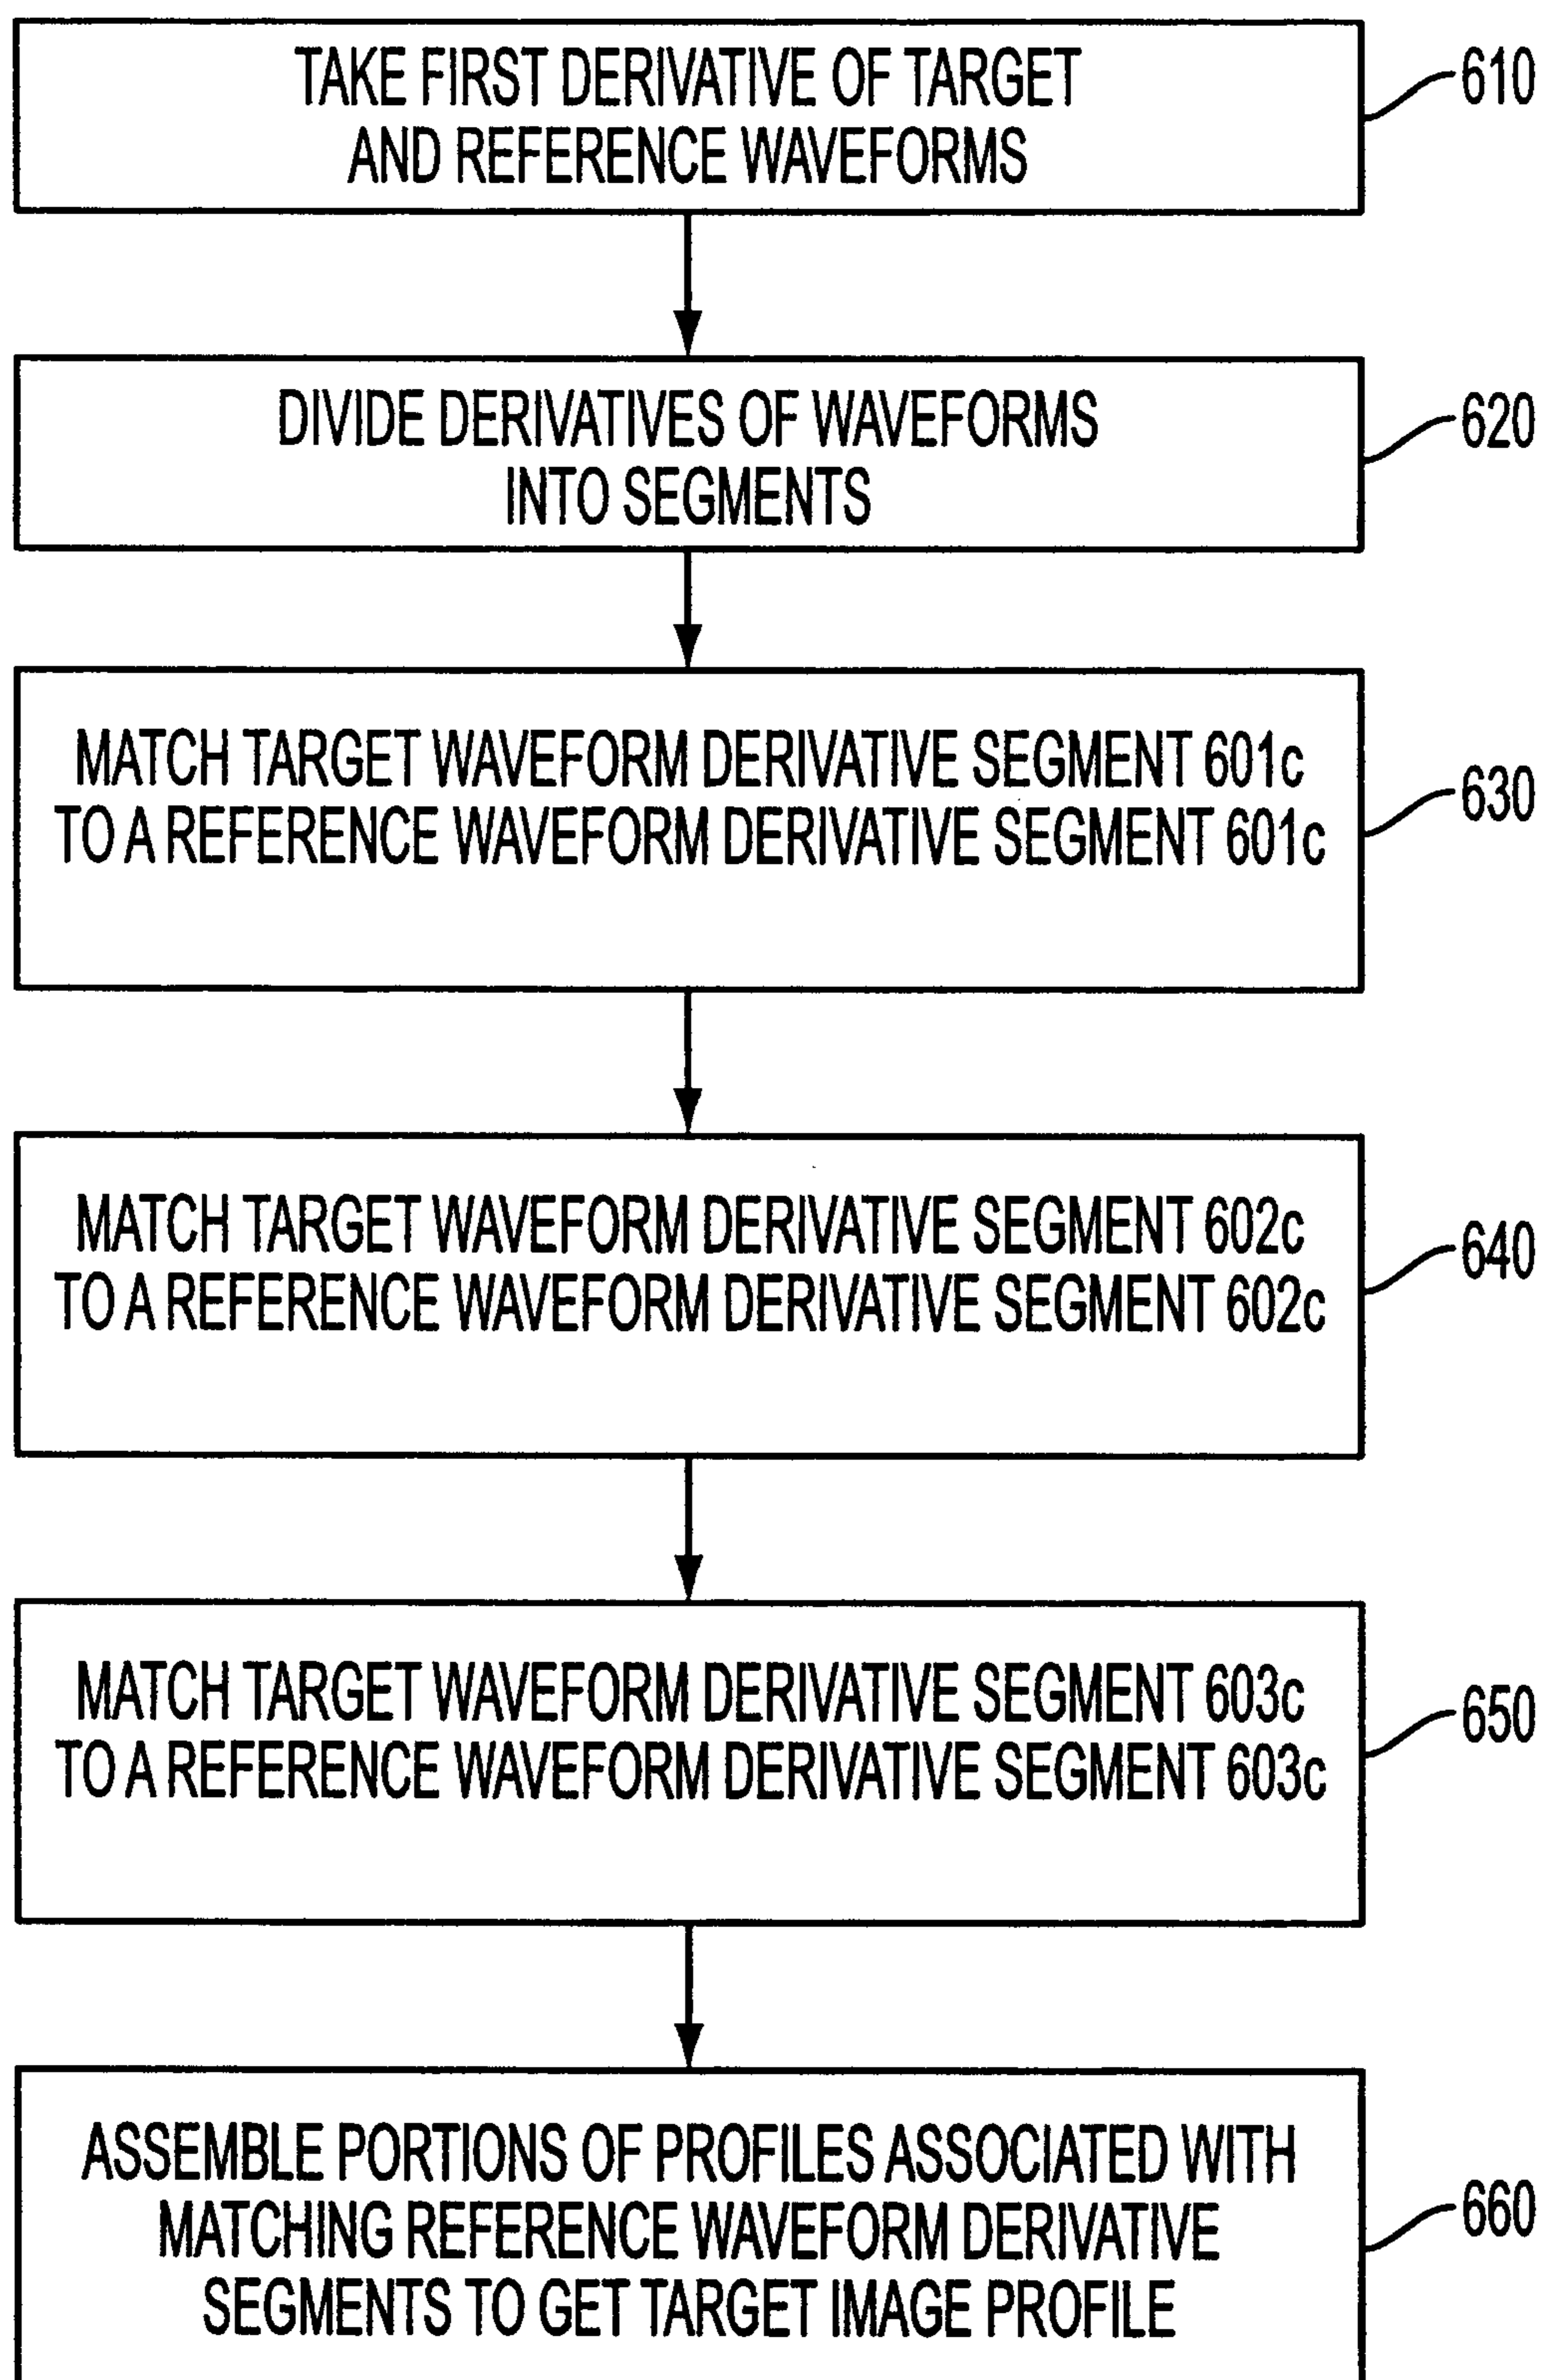 TAKE FIRST DERIVATIVE OF TARGET
AND REFERENCE WAVEFORMS
610
DIVIDE DERIVATIVES OF WAVEFORMS
INTO SEGMENTS
620
MATCH TARGET WAVEFORM DERIVATIVE SEGMENT 601c
TO A REFERENCE WAVEFORM DERIVATIVE SEGMENT 601c
630
MATCH TARGET WAVEFORM DERIVATIVE SEGMENT 602c
TO A REFERENCE WAVEFORM DERIVATIVE SEGMENT 602c
640
MATCH TARGET WAVEFORM DERIVATIVE SEGMENT 603c
TO A REFERENCE WAVEFORM DERIVATIVE SEGMENT 603c
650
ASSEMBLE PORTIONS OF PROFILES ASSOCIATED WITH
MATCHING REFERENCE WAVEFORM DERIVATIVE
SEGMENTS TO GET TARGET IMAGE PROFILE
660